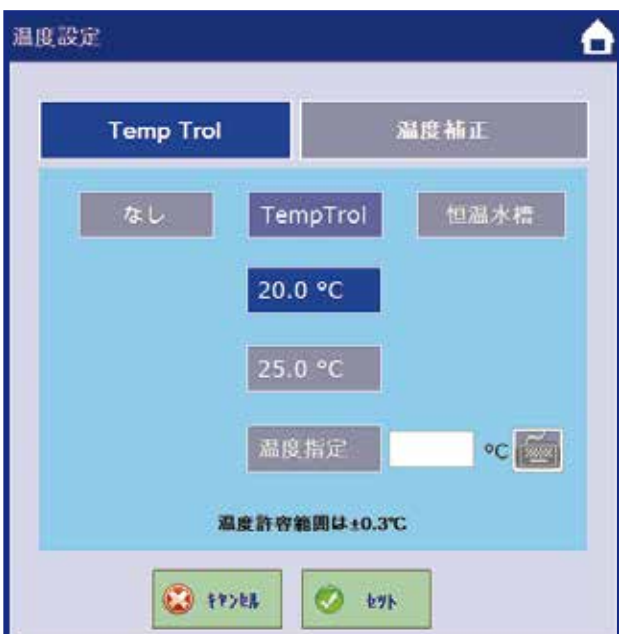 温度設定
Temp Trol 温度補正
なし TempTrol 恒温水槽
20.0 °C
25.0 °C
温度指定 °C
温度許容範囲は±0.3℃
ｷｬﾝｾﾙ ｾｯﾄ